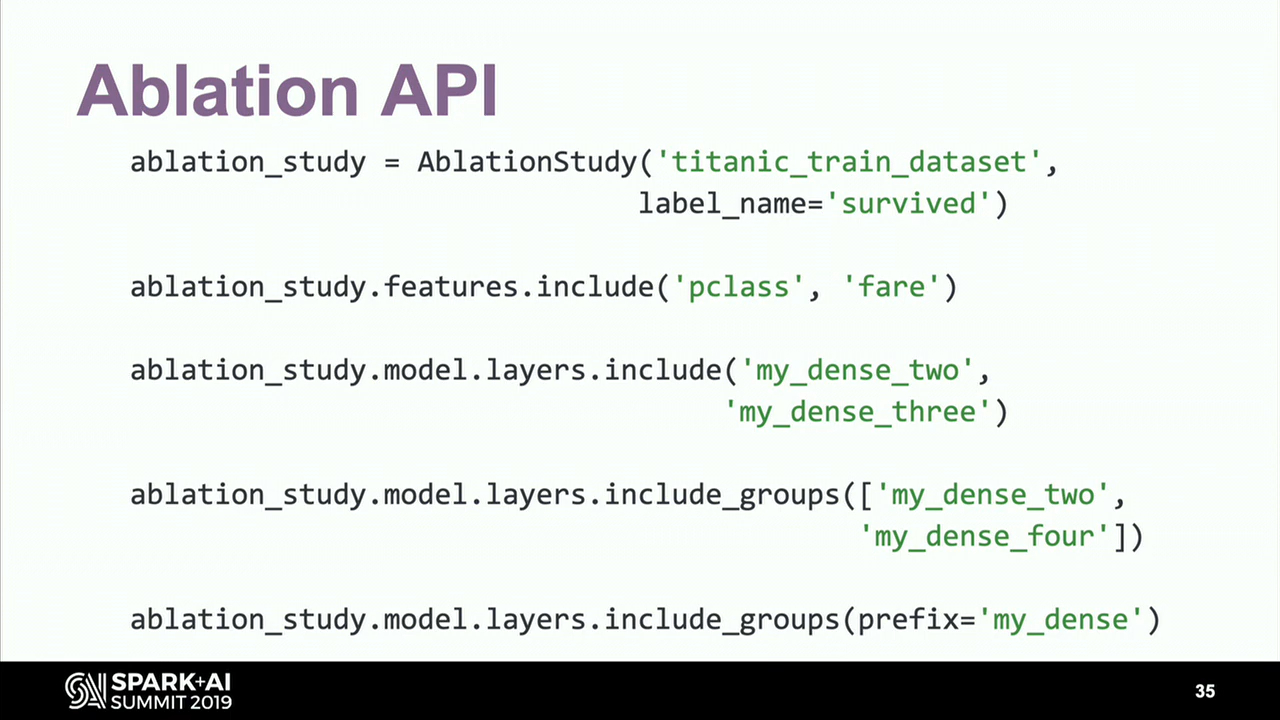 Ablation API
ablation_study = AblationStudy('titanic_train_dataset',
label_name='survived')
ablation_study.features.include('pclass', 'fare')
ablation_study.model.layers.include('my_dense_two',
'my_dense_three')
ablation_study.model.layers.include_groups(['my_dense_two',
'my_dense_four'])
ablation_study.model.layers.include_groups(prefix='my_dense')
SPARK+AI
SUMMIT 2019
35